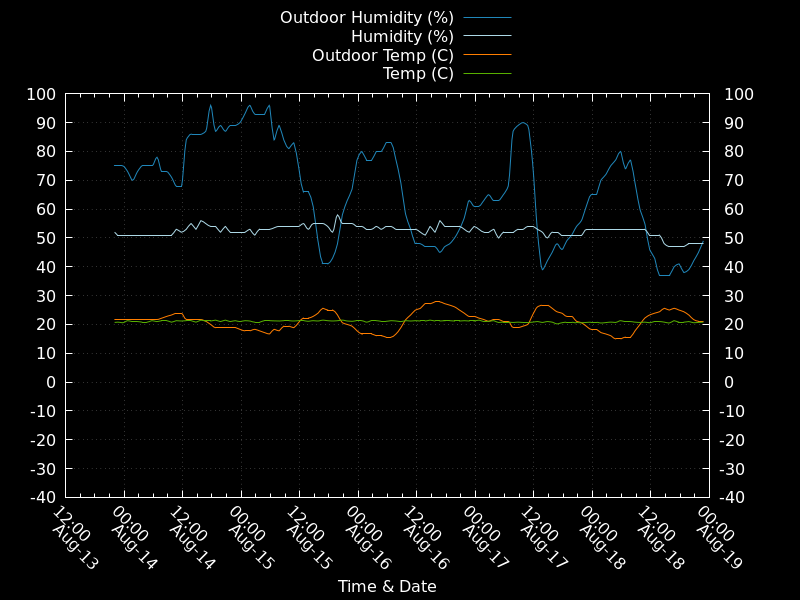 Outdoor Humidity (%)
Humidity (%)
Outdoor Temp (C)
Temp (C)
100 100
90 90
80 80
70 70
60 60
50 50
40 40
30 30
20 20
10 10
0 0
-10 -10
-20 -20
-30 -30
-40 -40
12:00 Aug-13
00:00 Aug-14
12:00 Aug-14
00:00 Aug-15
12:00 Aug-15
00:00 Aug-16
12:00 Aug-16
00:00 Aug-17
12:00 Aug-17
00:00 Aug-18
12:00 Aug-18
00:00 Aug-19
Time & Date